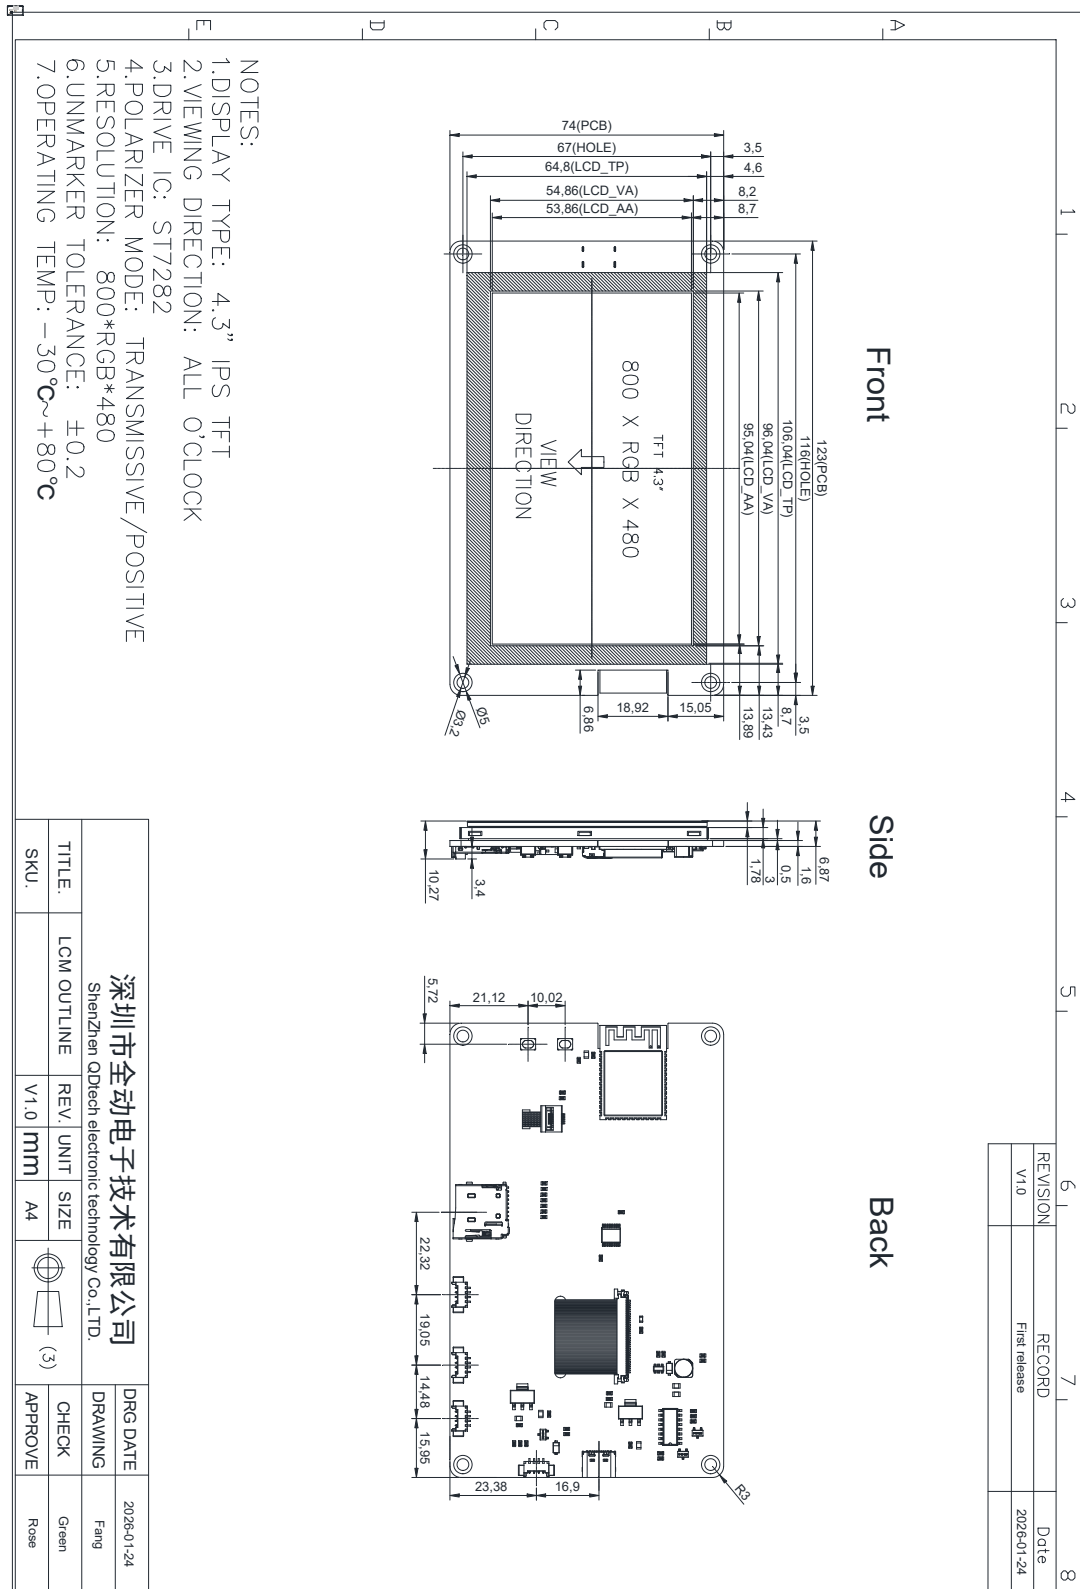 1
2
3
4
5
6
7
8
A
B
C
D
E
REVISION
RECORD
Date
V1.0
First release
2026-01-24
Front
Side
Back
123(PCB)
116(HOLE)
106,04(LCD_TP)
96,04(LCD_VA)
95,04(LCD_AA)
3,5
8,7
13,43
13,89
74(PCB)
67(HOLE)
64,8(LCD_TP)
54,86(LCD_VA)
53,86(LCD_AA)
3,5
4,6
8,2
8,7
TFT 4.3"
800 X RGB X 480
VIEW
DIRECTION
15,05
18,92
6,86
Ø5
Ø3,2
6,87
1,6
0,5
3
1,78
3,4
10,27
5,72
21,12
10,02
22,32
19,05
14,48
15,95
23,38
16,9
R3
NOTES:
1.DISPLAY TYPE: 4.3" IPS TFT
2.VIEWING DIRECTION: ALL O'CLOCK
3.DRIVE IC: ST7282
4.POLARIZER MODE: TRANSMISSIVE/POSITIVE
5.RESOLUTION: 800*RGB*480
6.UNMARKER TOLERANCE: ±0.2
7.OPERATING TEMP: -30℃~+80℃
深圳市全动电子技术有限公司
ShenZhen QDtech electronic technology Co.,LTD.
TITLE.
LCM OUTLINE
REV.
UNIT
SIZE
SKU.
V1.0
mm
A4
(3)
DRG DATE
2026-01-24
DRAWING
Fang
CHECK
Green
APPROVE
Rose